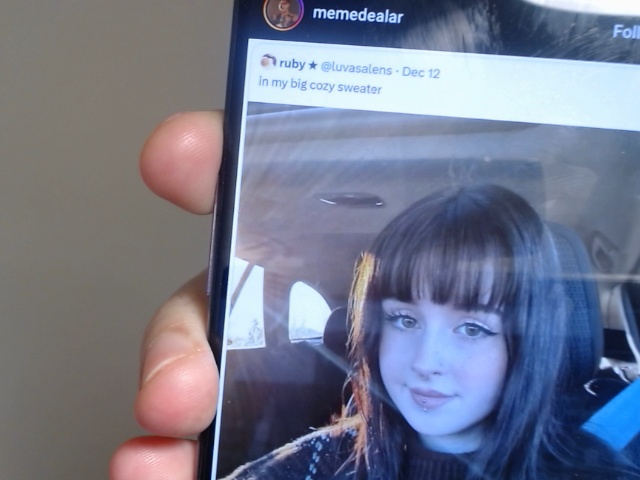 memedealar
Foll
ruby ★ @luvasalens · Dec 12
In my big cozy sweater